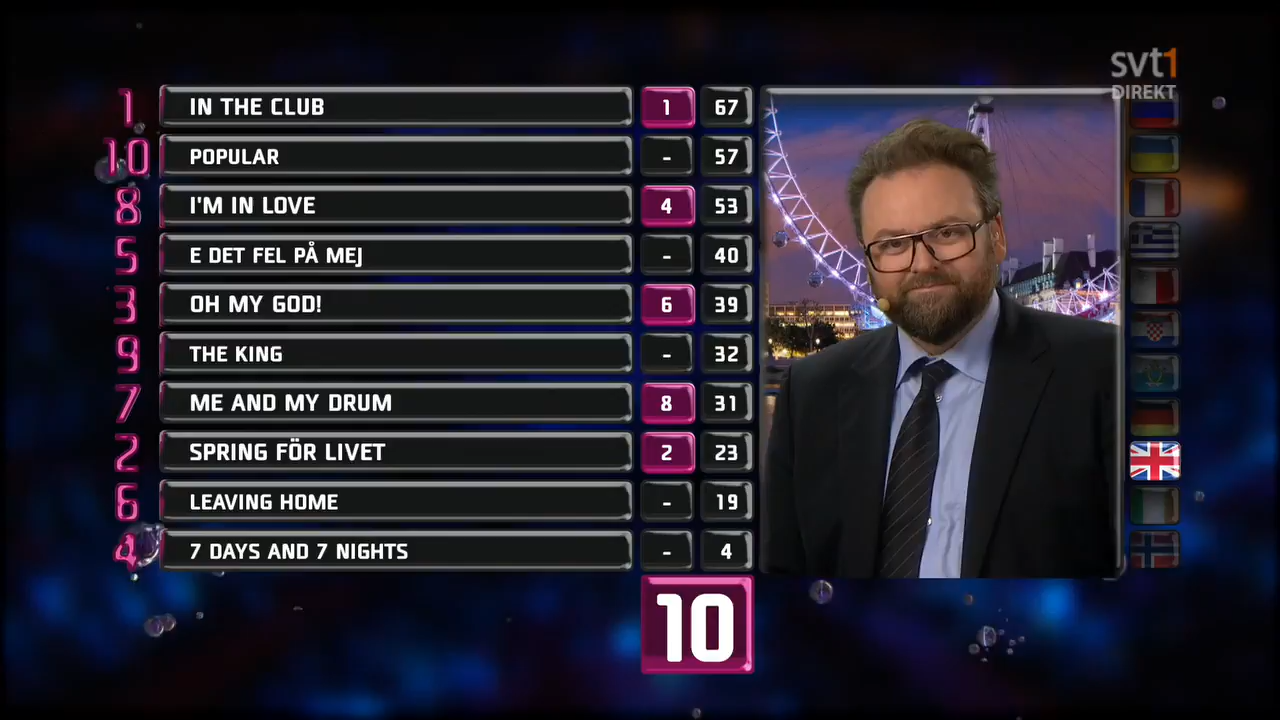 svt1
DIREKT
1 IN THE CLUB 1 67
10 POPULAR - 57
8 I'M IN LOVE 4 53
5 E DET FEL PÅ MEJ - 40
3 OH MY GOD! 6 39
9 THE KING - 32
7 ME AND MY DRUM 8 31
2 SPRING FÖR LIVET 2 23
6 LEAVING HOME - 19
4 7 DAYS AND 7 NIGHTS - 4
10